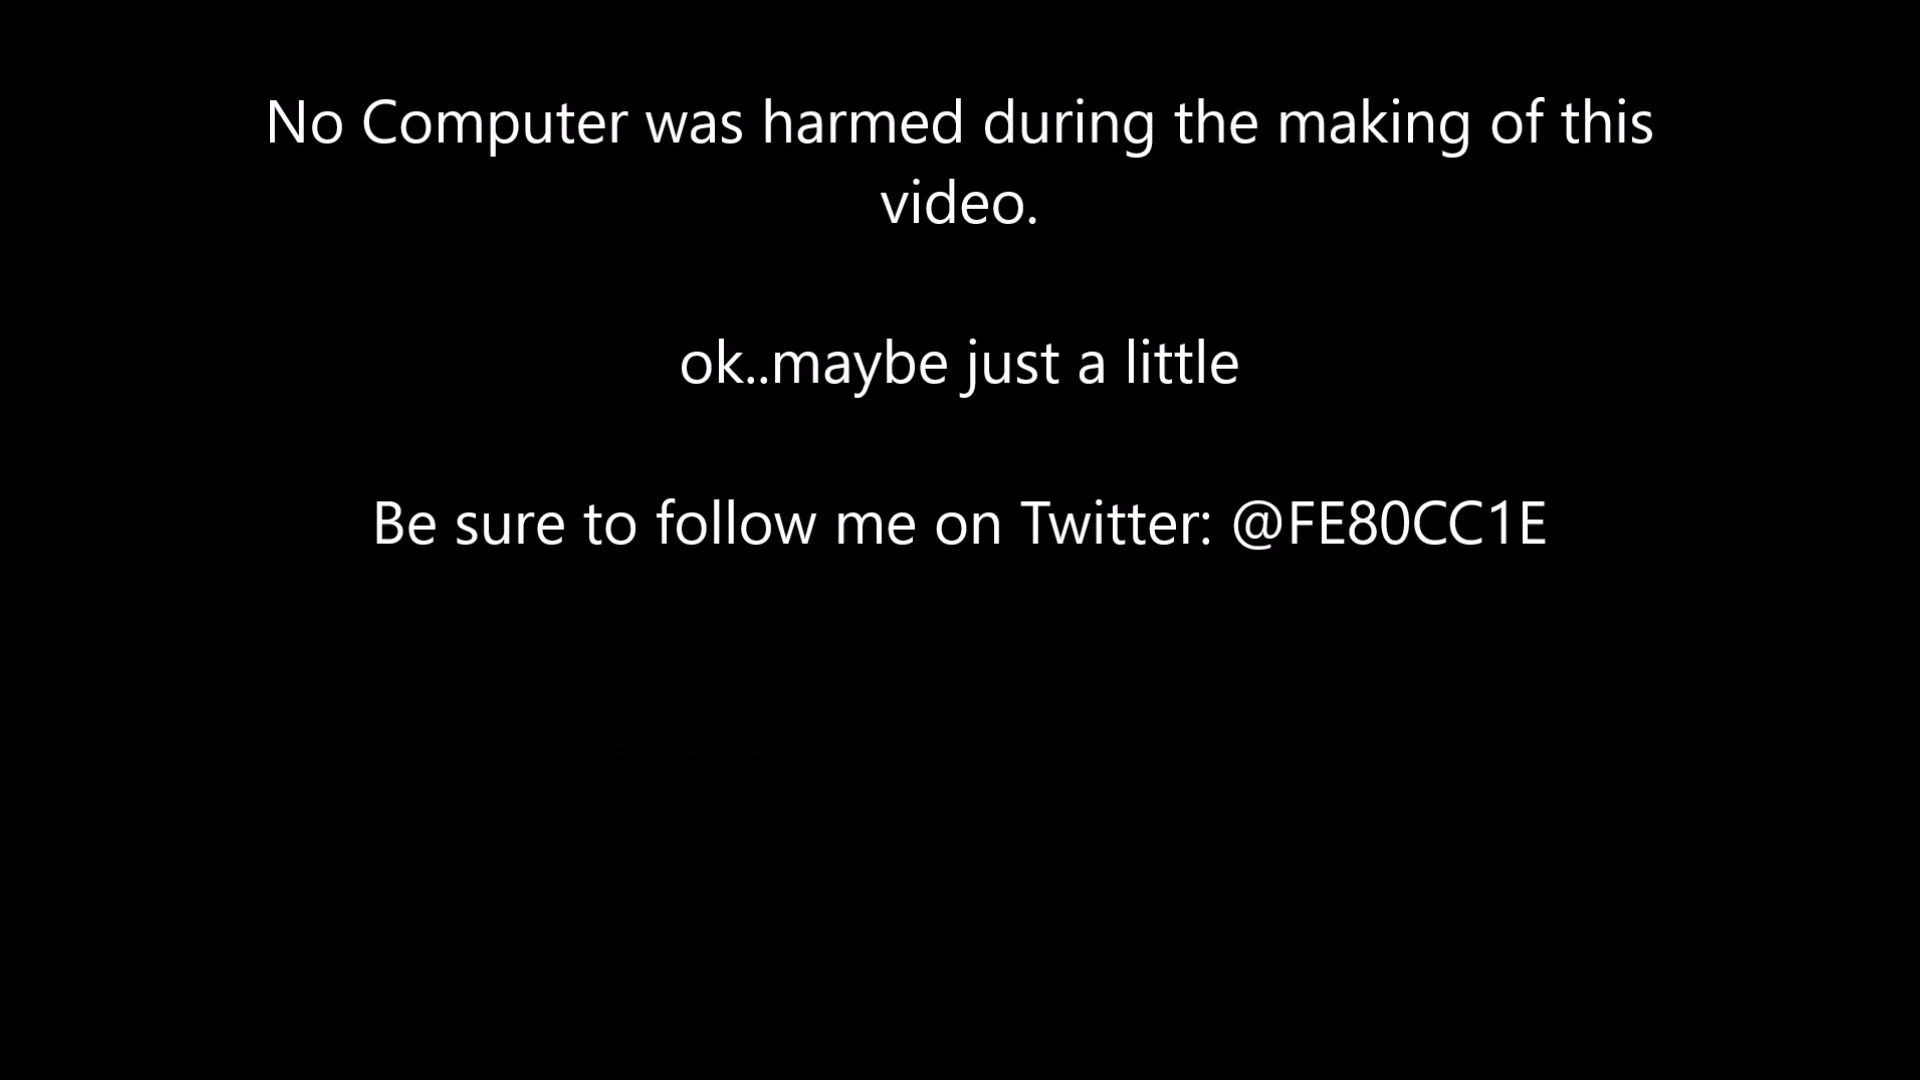 No Computer was harmed during the making of this
video.
ok..maybe just a little
Be sure to follow me on Twitter: @FE80CC1E